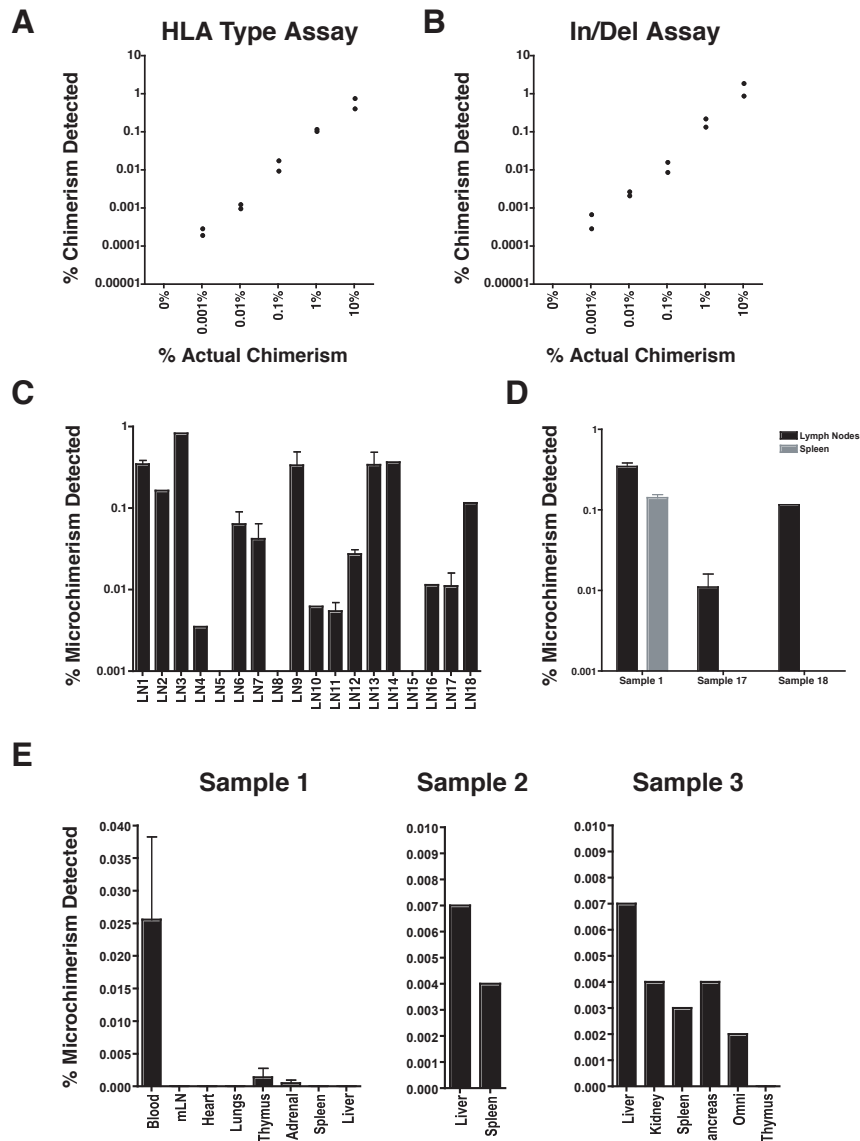 A
HLA Type Assay
% Chimerism Detected
10
1
0.1
0.01
0.001
0.0001
0.00001
0%
0.001%
0.01%
0.1%
1%
10%
% Actual Chimerism
B
In/Del Assay
% Chimerism Detected
10
1
0.1
0.01
0.001
0.0001
0.00001
0%
0.001%
0.01%
0.1%
1%
10%
% Actual Chimerism
C
% Microchimerism Detected
1
0.1
0.01
0.001
LN1
LN2
LN3
LN4
LN5
LN6
LN7
LN8
LN9
LN10
LN11
LN12
LN13
LN14
LN15
LN16
LN17
LN18
D
% Microchimerism Detected
1
0.1
0.01
0.001
Lymph Nodes
Spleen
Sample 1
Sample 17
Sample 18
E
Sample 1
% Microchimerism Detected
0.040
0.035
0.030
0.025
0.020
0.015
0.010
0.005
0.000
Blood
mLN
Heart
Lungs
Thymus
Adrenal
Spleen
Liver
Sample 2
0.010
0.009
0.008
0.007
0.006
0.005
0.004
0.003
0.002
0.001
0.000
Liver
Spleen
Sample 3
0.010
0.009
0.008
0.007
0.006
0.005
0.004
0.003
0.002
0.001
0.000
Liver
Kidney
Spleen
ancreas
Omni
Thymus